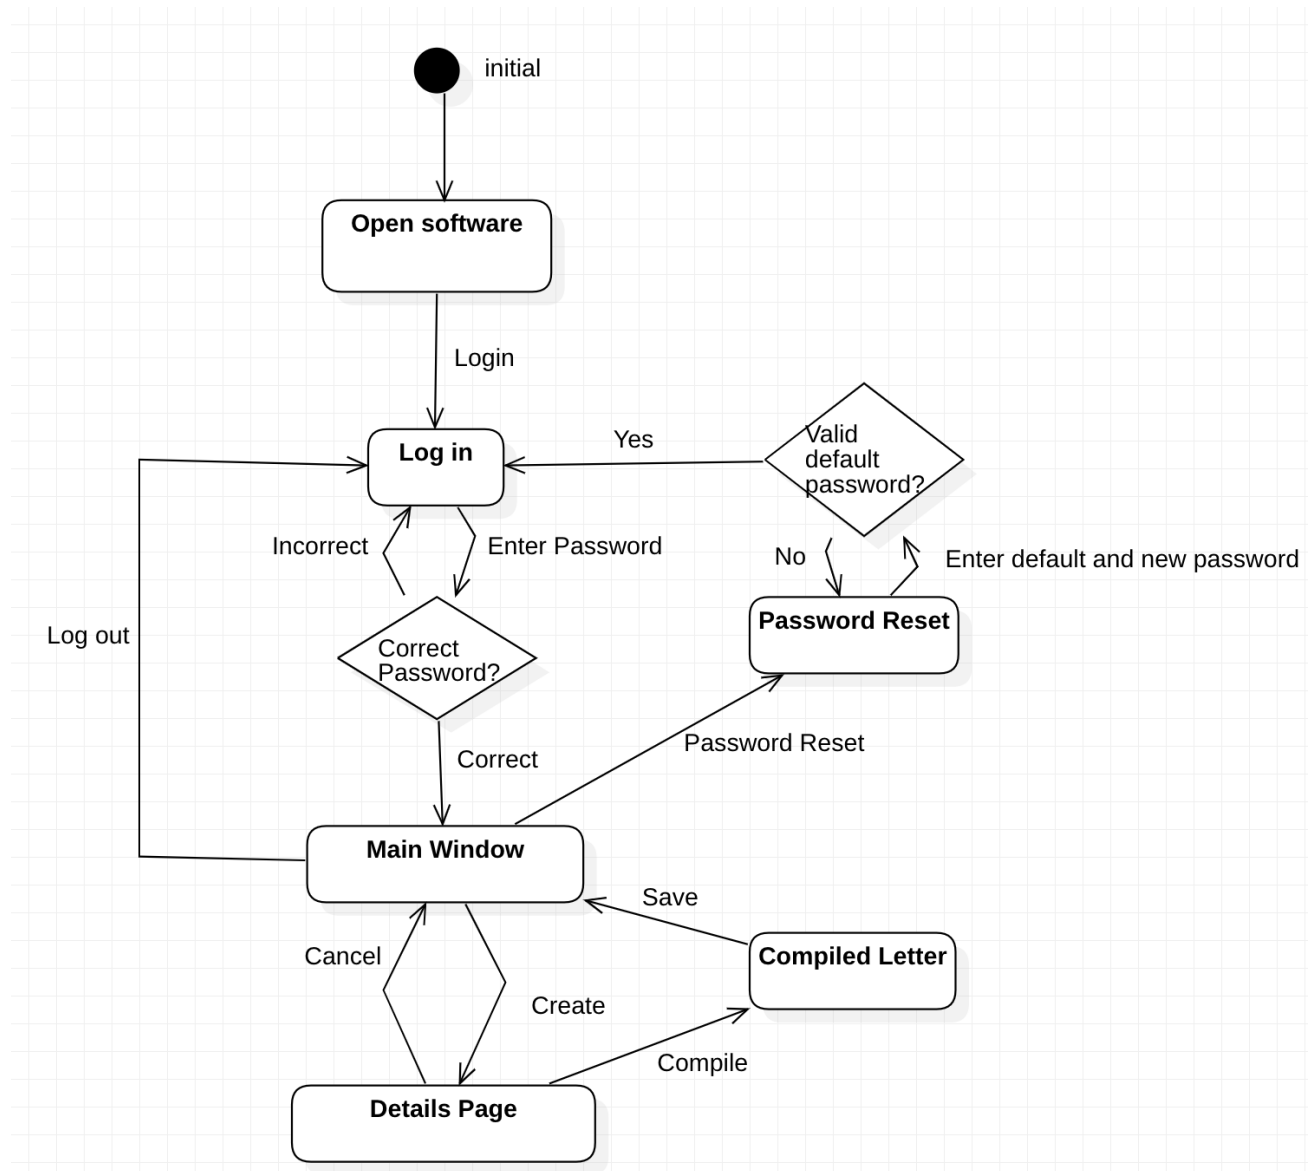 initial
Open software
Login
Log in
Yes
Valid
default
password?
Incorrect
Enter Password
No
Enter default and new password
Log out
Correct
Password?
Password Reset
Password Reset
Correct
Main Window
Save
Cancel
Compiled Letter
Create
Compile
Details Page